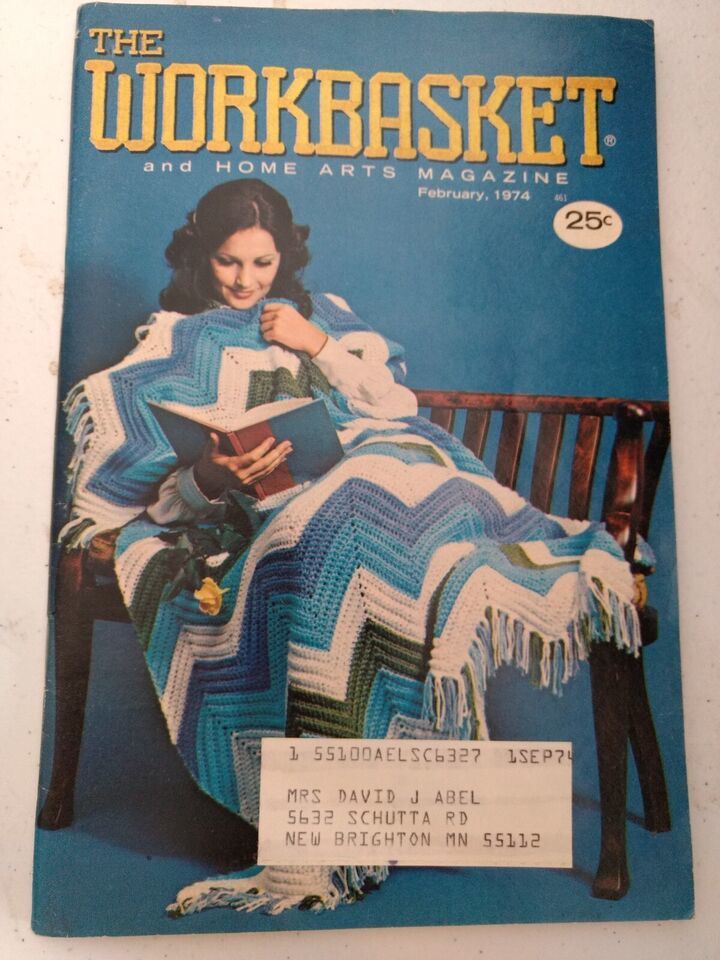 THE
WORKBASKET®
and HOME ARTS MAGAZINE
February, 1974 461
25c
1 55100AELSC6327 1SEP74
MRS DAVID J ABEL
5632 SCHUTTA RD
NEW BRIGHTON MN 55112